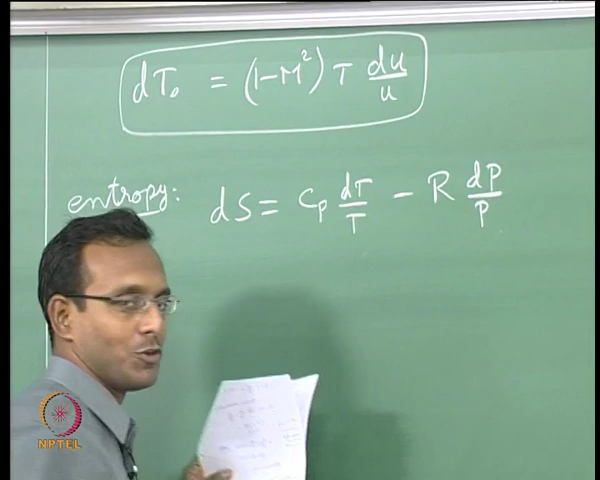 dT₀ = (1-M²) T du/u
entropy: dS = Cp dT/T - R dP/P
NPTEL